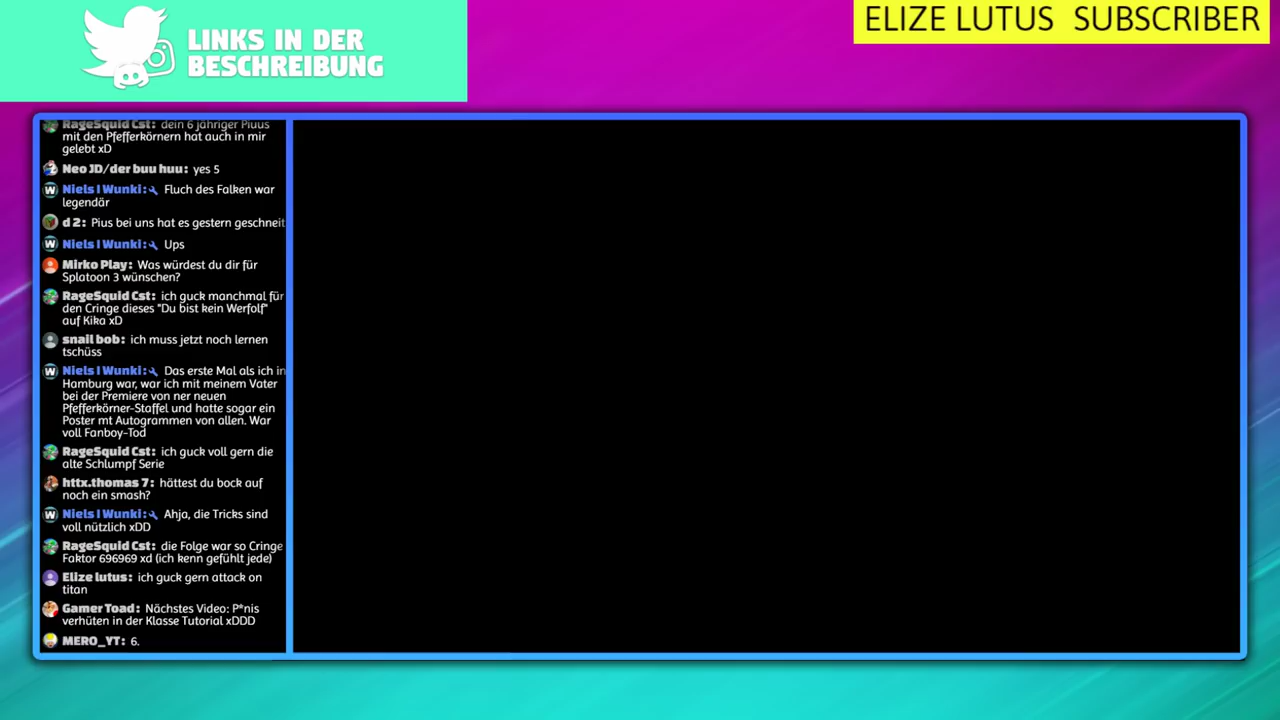 LINKS IN DER
BESCHREIBUNG
ELIZE LUTUS SUBSCRIBER
RageSquid Cst: dein 6 jähriger Piuus
mit den Pfefferkörnern hat auch in mir
gelebt xD
Neo JD/der buu huu: yes 5
W Niels | Wunki: Fluch des Falken war
legendär
d 2: Pius bei uns hat es gestern geschneit
W Niels | Wunki: Ups
Mirko Play: Was würdest du dir für
Splatoon 3 wünschen?
RageSquid Cst: ich guck manchmal für
den Cringe dieses "Du bist kein Werfolf"
auf Kika xD
snail bob: ich muss jetzt noch lernen
tschüss
W Niels | Wunki: Das erste Mal als ich in
Hamburg war, war ich mit meinem Vater
bei der Premiere von ner neuen
Pfefferkörner-Staffel und hatte sogar ein
Poster mt Autogrammen von allen. War
voll Fanboy-Tod
RageSquid Cst: ich guck voll gern die
alte Schlumpf Serie
httx.thomas 7: hättest du bock auf
noch ein smash?
W Niels | Wunki: Ahja, die Tricks sind
voll nützlich xDD
RageSquid Cst: die Folge war so Cringe
Faktor 696969 xd (ich kenn gefühlt jede)
Elize lutus: ich guck gern attack on
titan
Gamer Toad: Nächstes Video: P*nis
verhüten in der Klasse Tutorial xDDD
MERO_YT: 6.